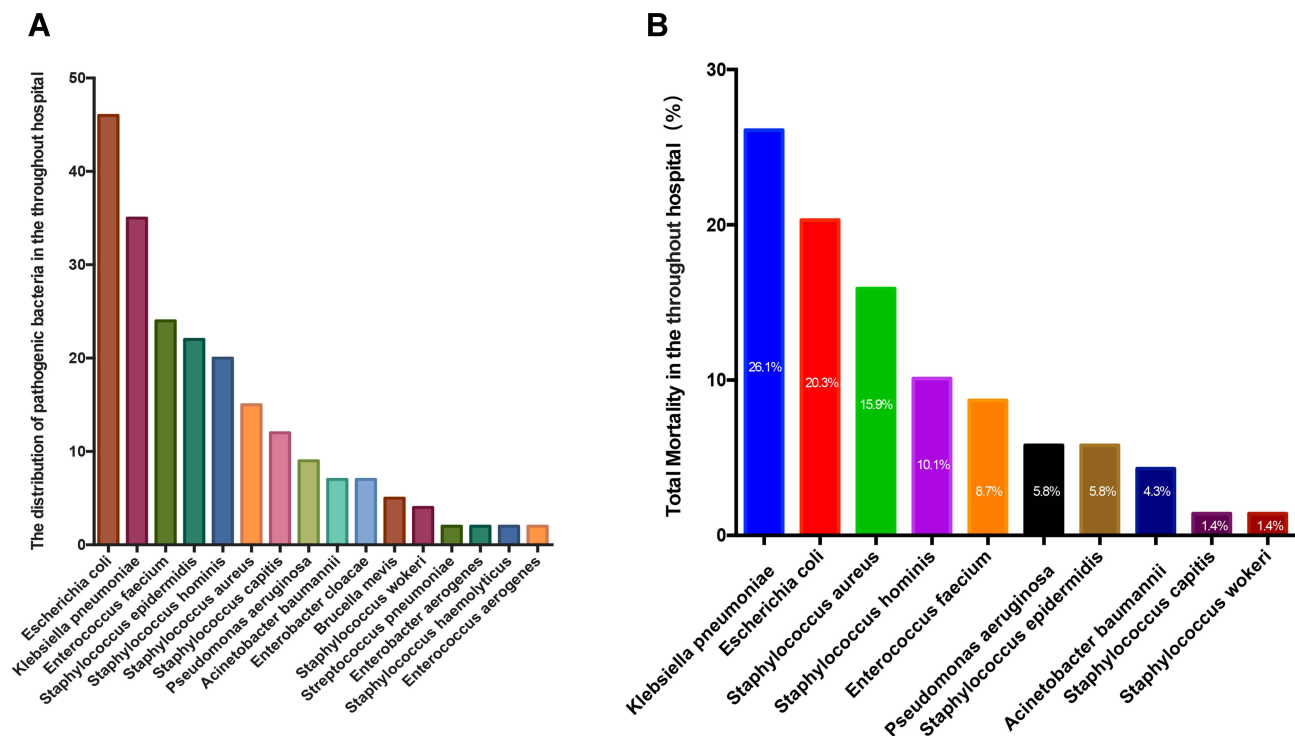 A
The distribution of pathogenic bacteria in the throughout hospital
50
40
30
20
10
0
Escherichia coli
Klebsiella pneumoniae
Enterococcus faecium
Staphylococcus epidermidis
Staphylococcus hominis
Staphylococcus aureus
Staphylococcus capitis
Pseudomonas aeruginosa
Acinetobacter baumannii
Enterobacter cloacae
Brucella mevis
Staphylococcus wokeri
Streptococcus pneumoniae
Enterobacter aerogenes
Staphylococcus haemolyticus
Enterococcus aerogenes
B
Total Mortality in the throughout hospital (%)
30
20
10
0
26.1%
20.3%
15.9%
10.1%
8.7%
5.8%
5.8%
4.3%
1.4%
1.4%
Klebsiella pneumoniae
Escherichia coli
Staphylococcus aureus
Staphylococcus hominis
Enterococcus faecium
Pseudomonas aeruginosa
Staphylococcus epidermidis
Acinetobacter baumannii
Staphylococcus capitis
Staphylococcus wokeri